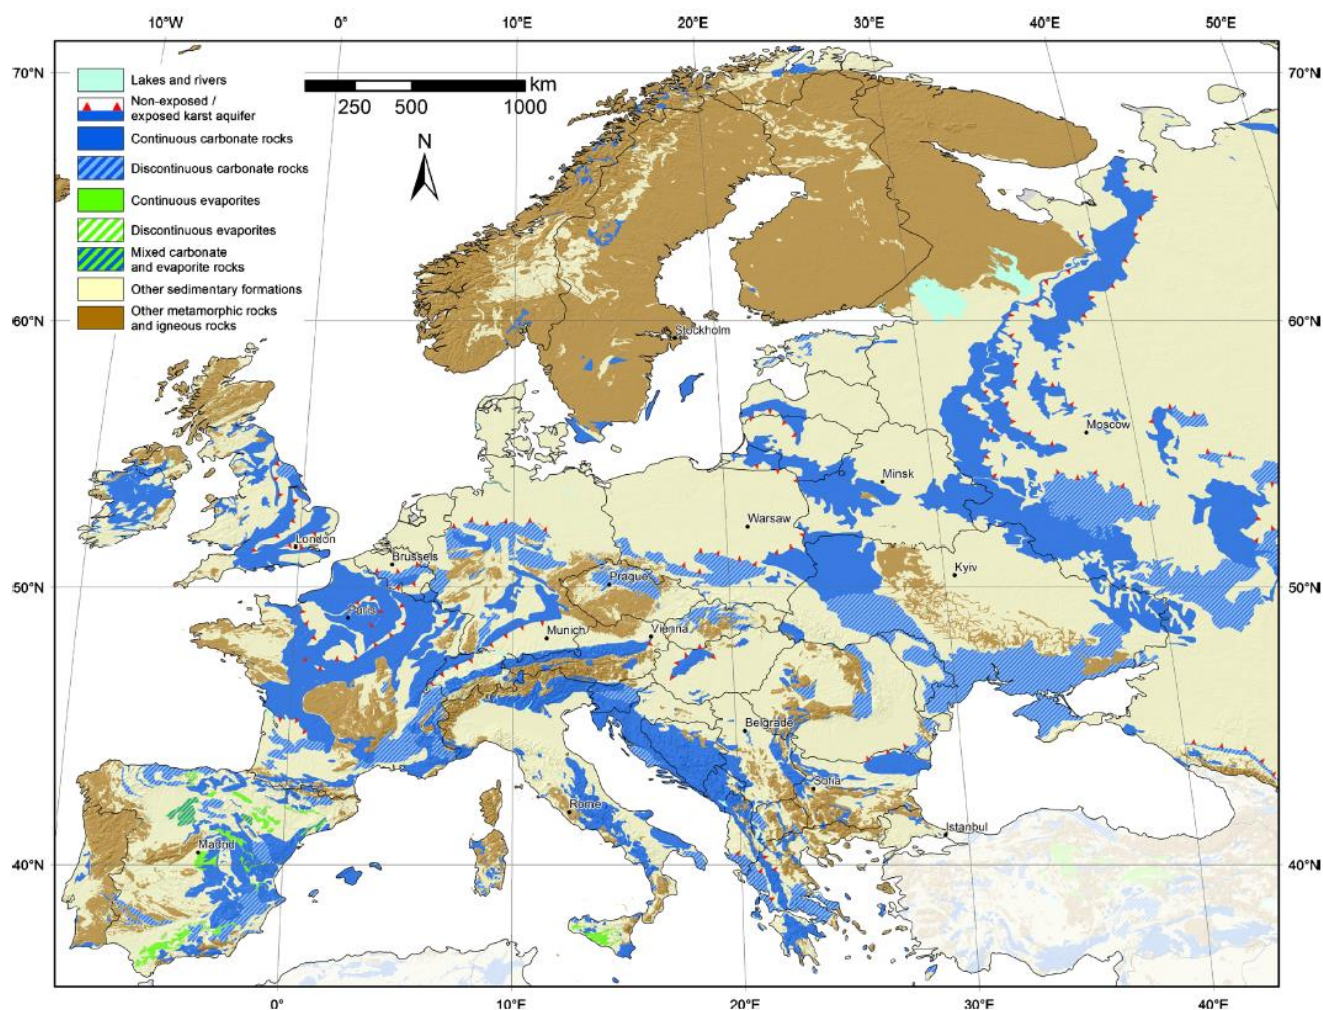 10°W 0° 10°E 20°E 30°E 40°E 50°E
70°N 70°N
Lakes and rivers
Non-exposed /
exposed karst aquifer
Continuous carbonate rocks
Discontinuous carbonate rocks
Continuous evaporites
Discontinuous evaporites
Mixed carbonate
and evaporite rocks
Other sedimentary formations
Other metamorphic rocks
and igneous rocks
km
250 500 1000
N
60°N 60°N
Stockholm
Moscow
Minsk
Warsaw
London
Brussels
Kyiv
50°N 50°N
Prague
Paris
Munich
Vienna
Belgrade
Sofia
Rome
Istanbul
Madrid
40°N 40°N
0° 10°E 20°E 30°E 40°E